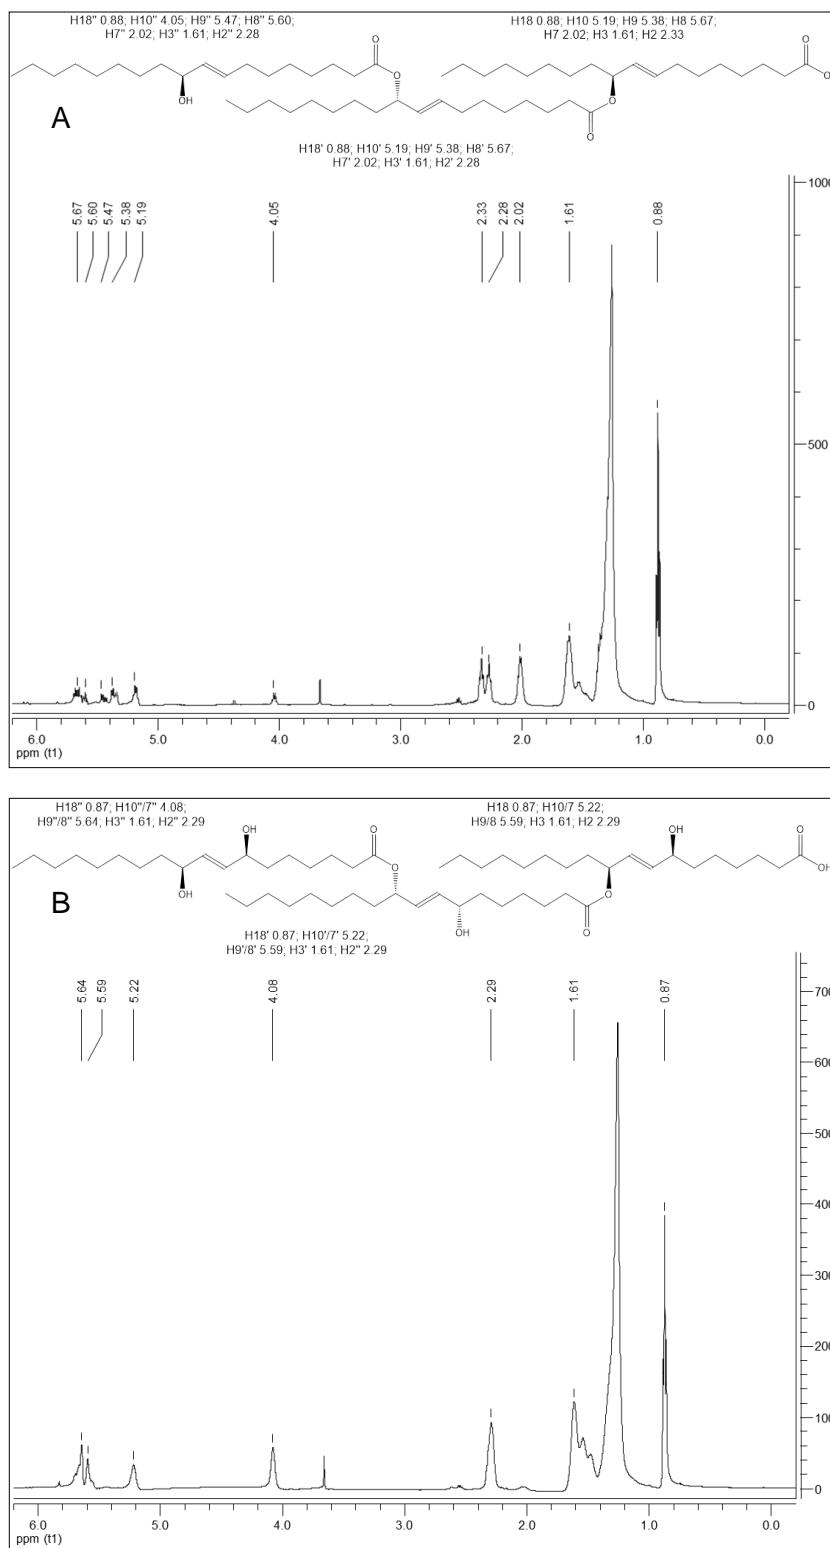 H18" 0.88; H10" 4.05; H9" 5.47; H8" 5.60;
H7" 2.02; H3" 1.61; H2" 2.28
H18 0.88; H10 5.19; H9 5.38; H8 5.67;
H7 2.02; H3 1.61; H2 2.33
O
O
O
OH
O
O
O
A
H18' 0.88; H10' 5.19; H9' 5.38; H8' 5.67;
H7' 2.02; H3' 1.61; H2' 2.28
5.67
5.60
5.47
5.38
5.19
4.05
2.33
2.28
2.02
1.61
0.88
1000
500
0
6.0 5.0 4.0 3.0 2.0 1.0 0.0
ppm (t1)
H18" 0.87; H10"/7" 4.08;
H9"/8" 5.64; H3" 1.61; H2" 2.29
H18 0.87; H10/7 5.22;
H9/8 5.59; H3 1.61; H2 2.29
OH
O
OH
O
O
OH
OH
O
B
OH
O
H18' 0.87; H10'/7' 5.22;
H9'/8' 5.59; H3' 1.61; H2" 2.29
5.64
5.59
5.22
4.08
2.29
1.61
0.87
700
600
500
400
300
200
100
0
6.0 5.0 4.0 3.0 2.0 1.0 0.0
ppm (t1)